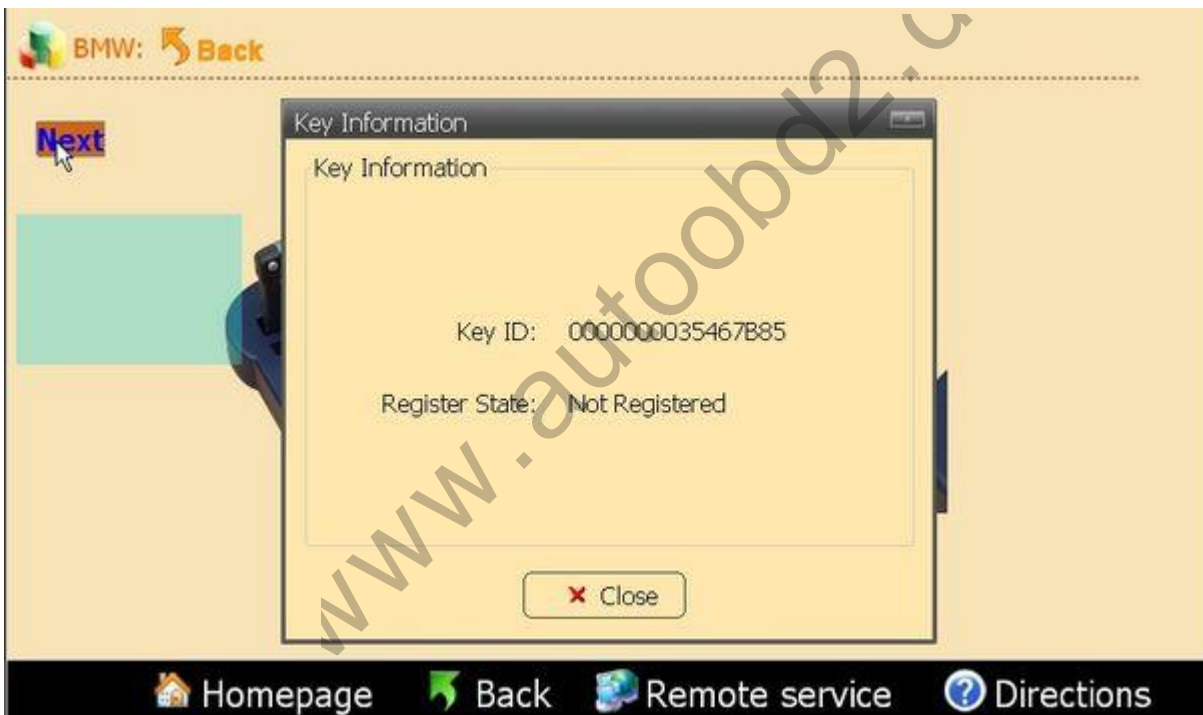 BMW: Back
Next
Key Information
Key Information
Key ID: 0000000035467B85
Register State: Not Registered
Close
Homepage Back Remote service Directions
www.autoobd2.c